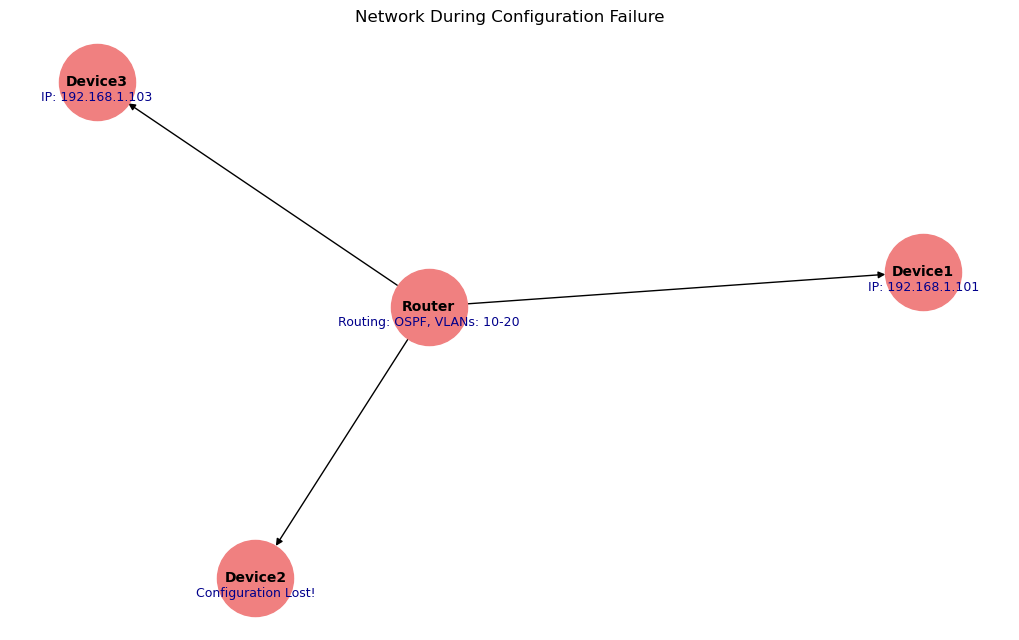 Network During Configuration Failure
Device3
IP: 192.168.1.103
Device1
IP: 192.168.1.101
Router
Routing: OSPF, VLANs: 10-20
Device2
Configuration Lost!